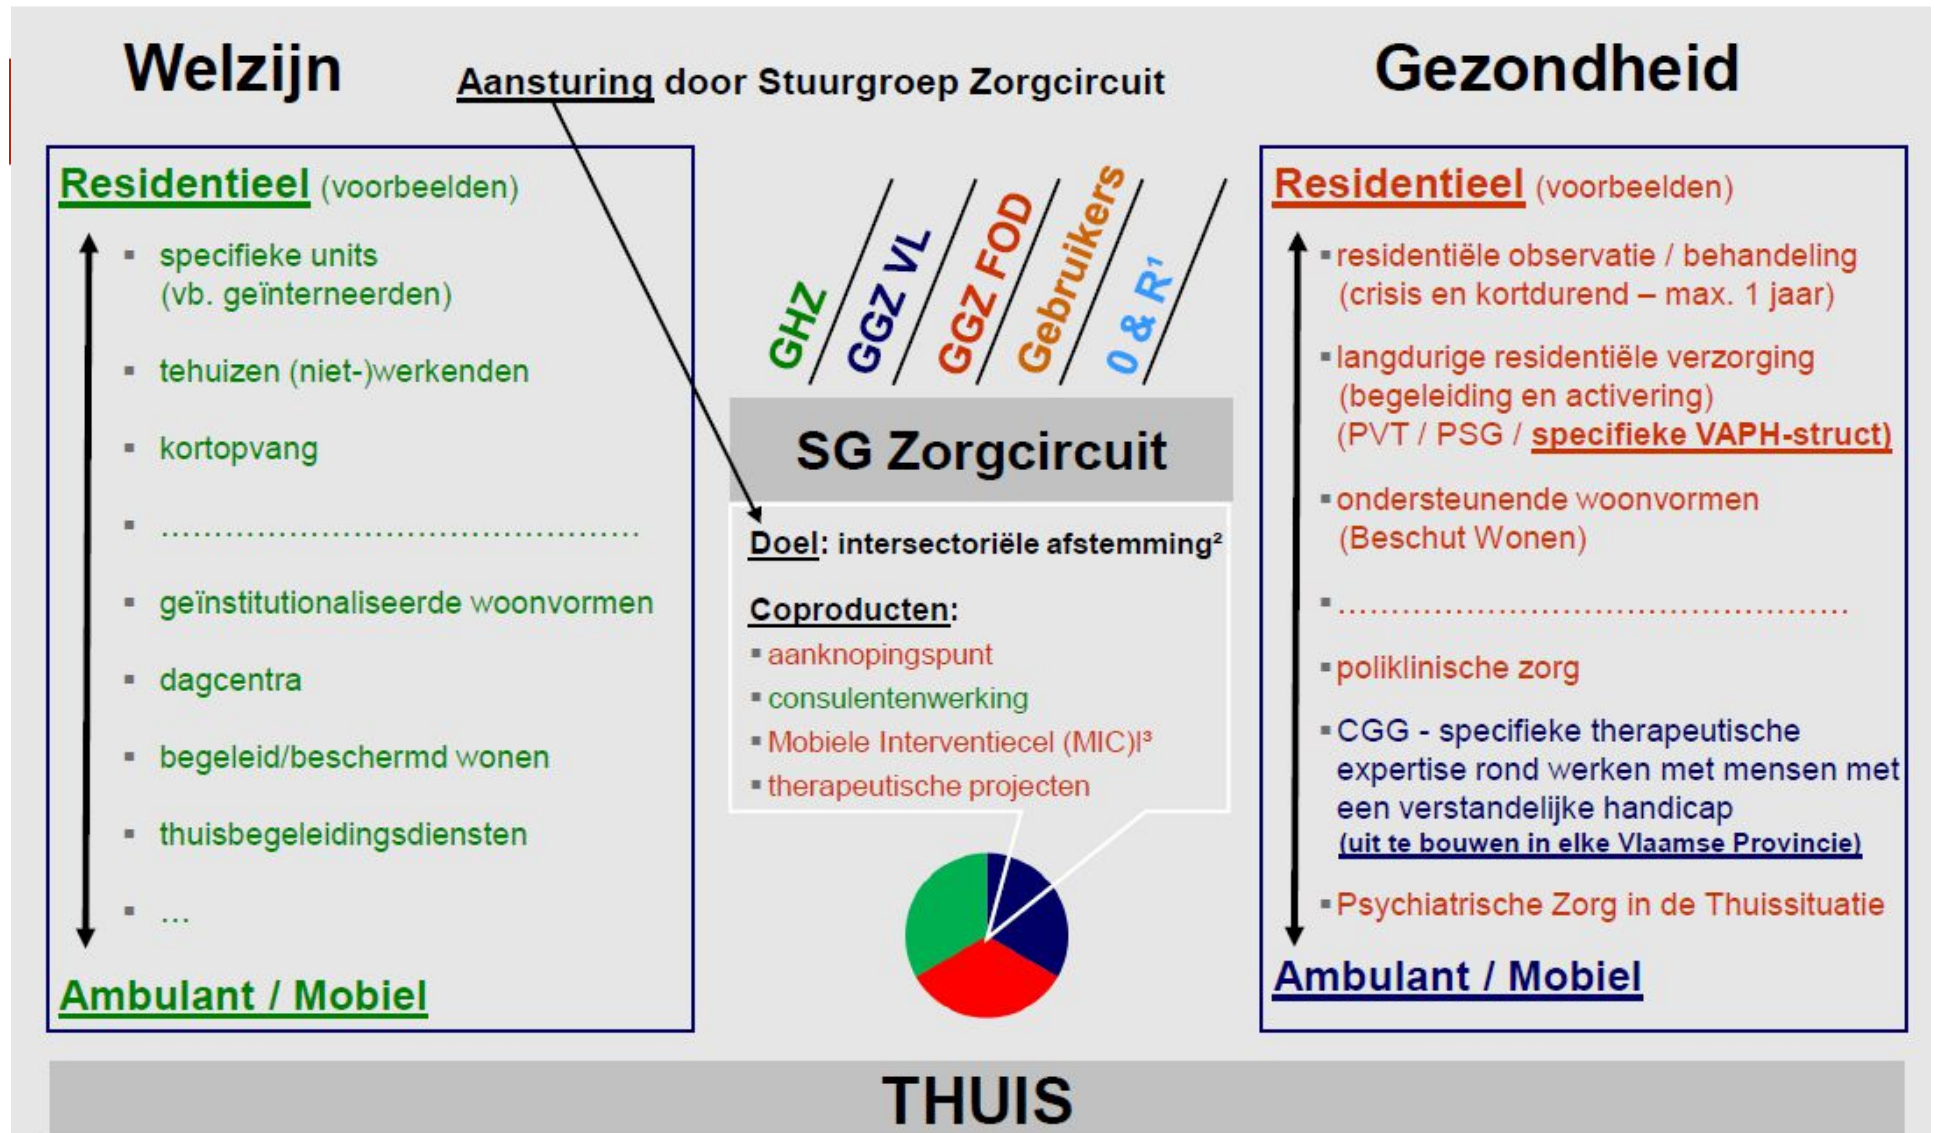 Welzijn
Aansturing door Stuurgroep Zorgcircuit
Gezondheid
Residentieel (voorbeelden)
▪ specifieke units
(vb. geïnterneerden)
▪ tehuizen (niet-)werkenden
▪ kortopvang
▪ ................................................
▪ geïnstitutionaliseerde woonvormen
▪ dagcentra
▪ begeleid/beschermd wonen
▪ thuisbegeleidingsdiensten
▪ ...
Ambulant / Mobiel
GHZ
GGZ VL
GGZ FOD
Gebruikers
0 & R¹
SG Zorgcircuit
Doel: intersectoriële afstemming²
Coproducten:
▪ aanknopingspunt
▪ consulentenwerking
▪ Mobiele Interventiecel (MIC)l³
▪ therapeutische projecten
Residentieel (voorbeelden)
▪ residentiële observatie / behandeling
(crisis en kortdurend – max. 1 jaar)
▪ langdurige residentiële verzorging
(begeleiding en activering)
(PVT / PSG / specifieke VAPH-struct)
▪ ondersteunende woonvormen
(Beschut Wonen)
▪ ................................................
▪ poliklinische zorg
▪ CGG - specifieke therapeutische
expertise rond werken met mensen met
een verstandelijke handicap
(uit te bouwen in elke Vlaamse Provincie)
▪ Psychiatrische Zorg in de Thuissituatie
Ambulant / Mobiel
THUIS